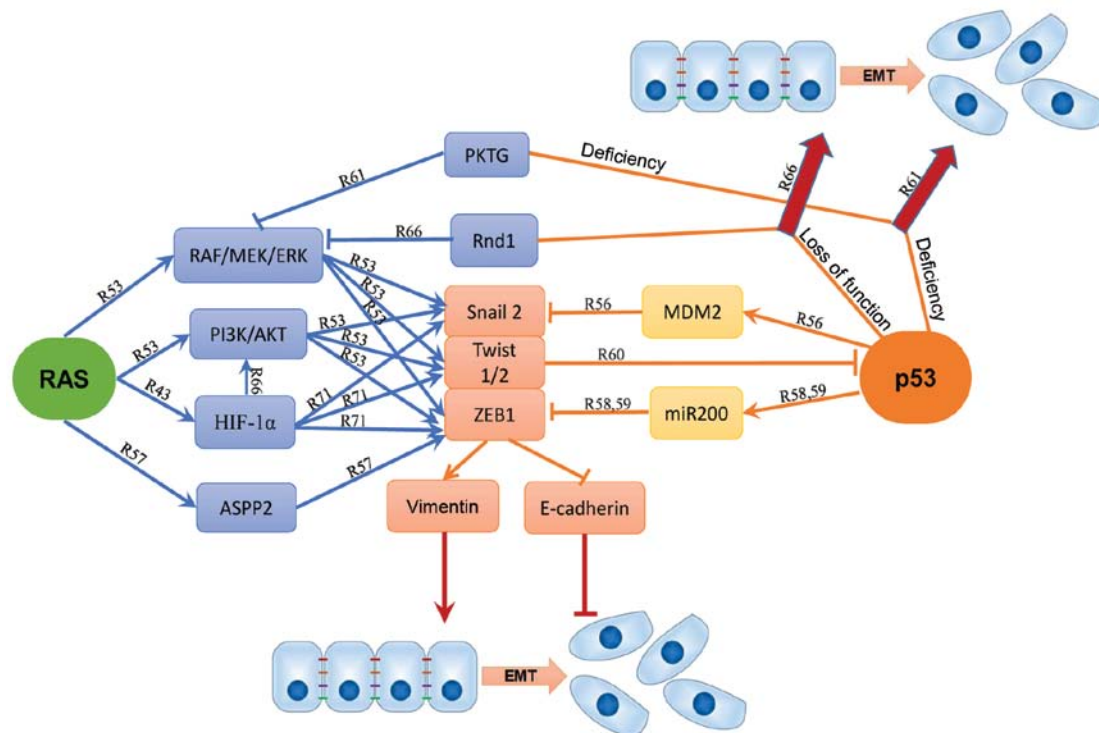 EMT
PKTG
Deficiency
R61
R66
R61
Rnd1
R66
Loss of function
Deficiency
RAF/MEK/ERK
R53
R53
R53
R53
Snail 2
R56
MDM2
R56
PI3K/AKT
R53
R53
R53
R53
Twist
1/2
R60
RAS
p53
R66
R43
HIF-1α
R71
R71
R71
ZEB1
R58,59
miR200
R58,59
R57
R57
ASPP2
Vimentin
E-cadherin
EMT